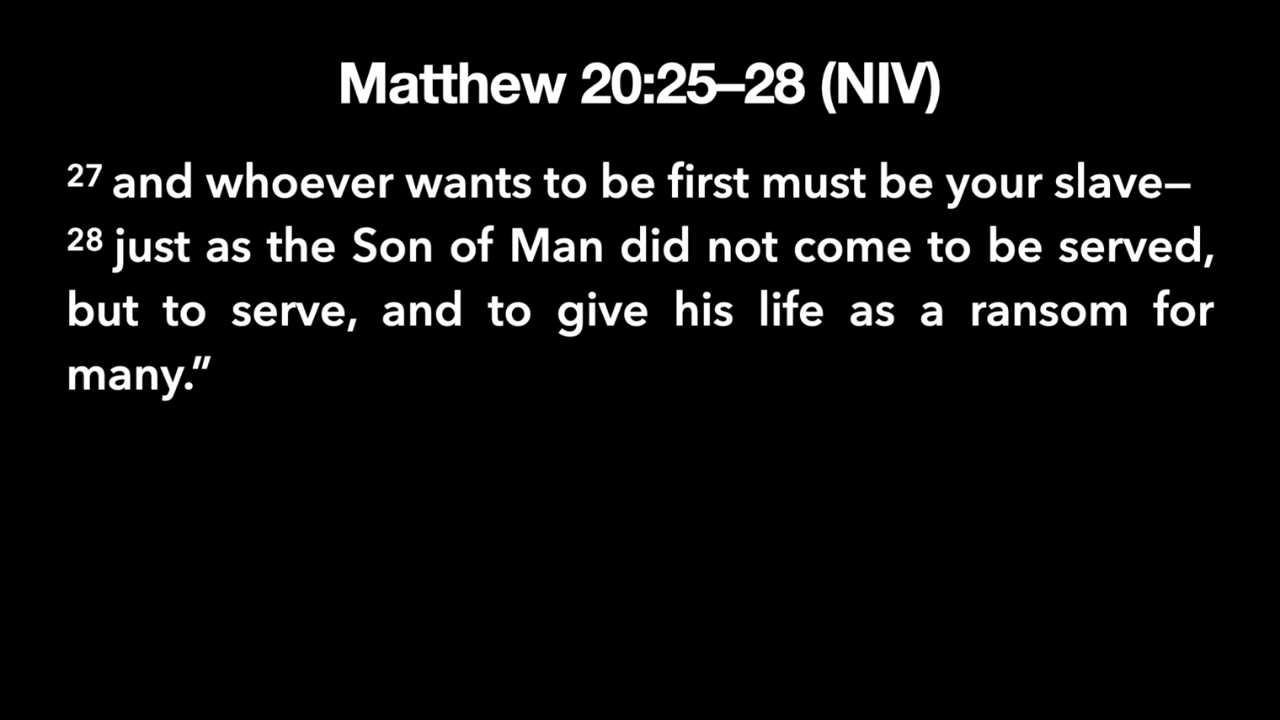 Matthew 20:25–28 (NIV)
27 and whoever wants to be first must be your slave—
28 just as the Son of Man did not come to be served,
but to serve, and to give his life as a ransom for
many.”